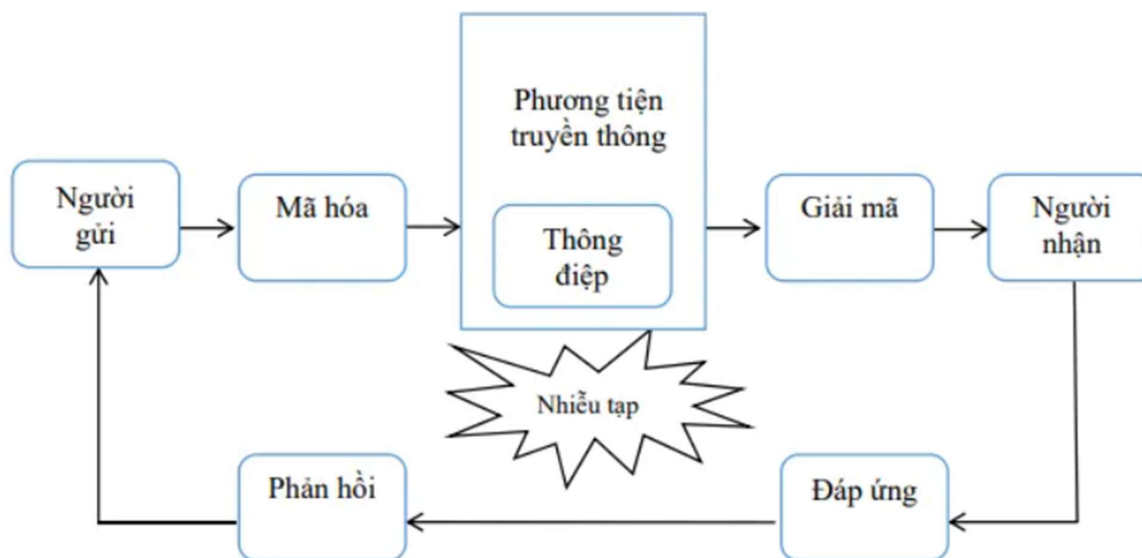 Phương tiện
truyền thông
Người
gửi
Mã hóa
Thông
điệp
Giải mã
Người
nhận
Nhiễu tạp
Phản hồi
Đáp ứng